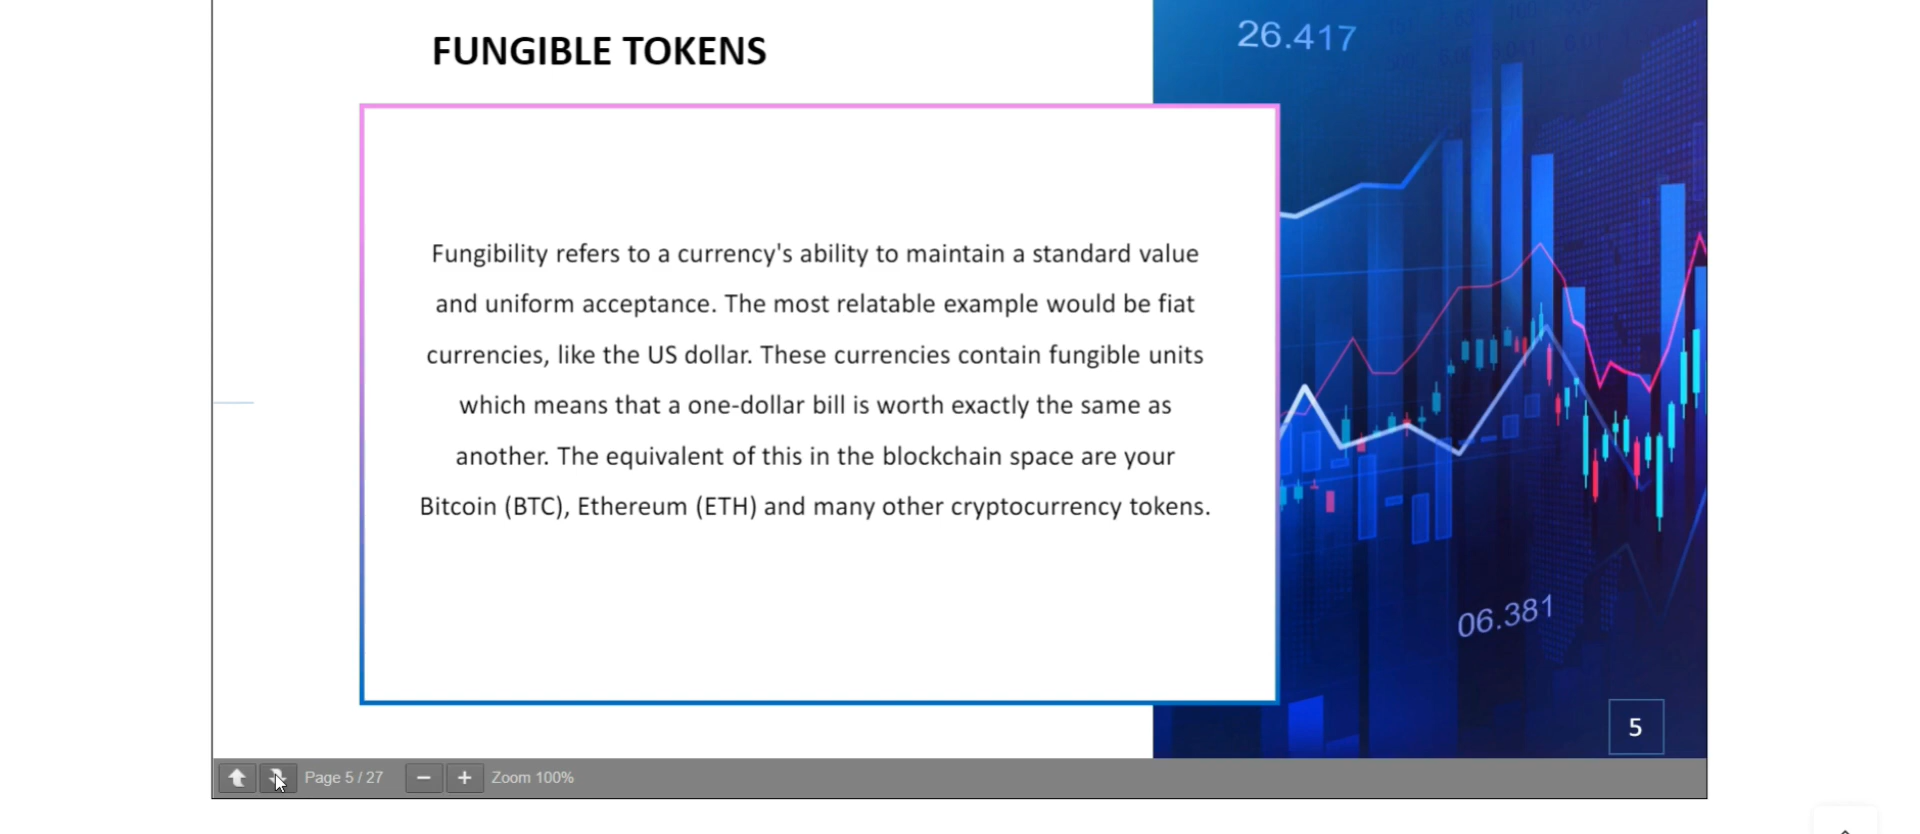 FUNGIBLE TOKENS
26.417
Fungibility refers to a currency's ability to maintain a standard value
and uniform acceptance. The most relatable example would be fiat
currencies, like the US dollar. These currencies contain fungible units
which means that a one-dollar bill is worth exactly the same as
another. The equivalent of this in the blockchain space are your
Bitcoin (BTC), Ethereum (ETH) and many other cryptocurrency tokens.
06.381
5
Page 5 / 27
Zoom 100%